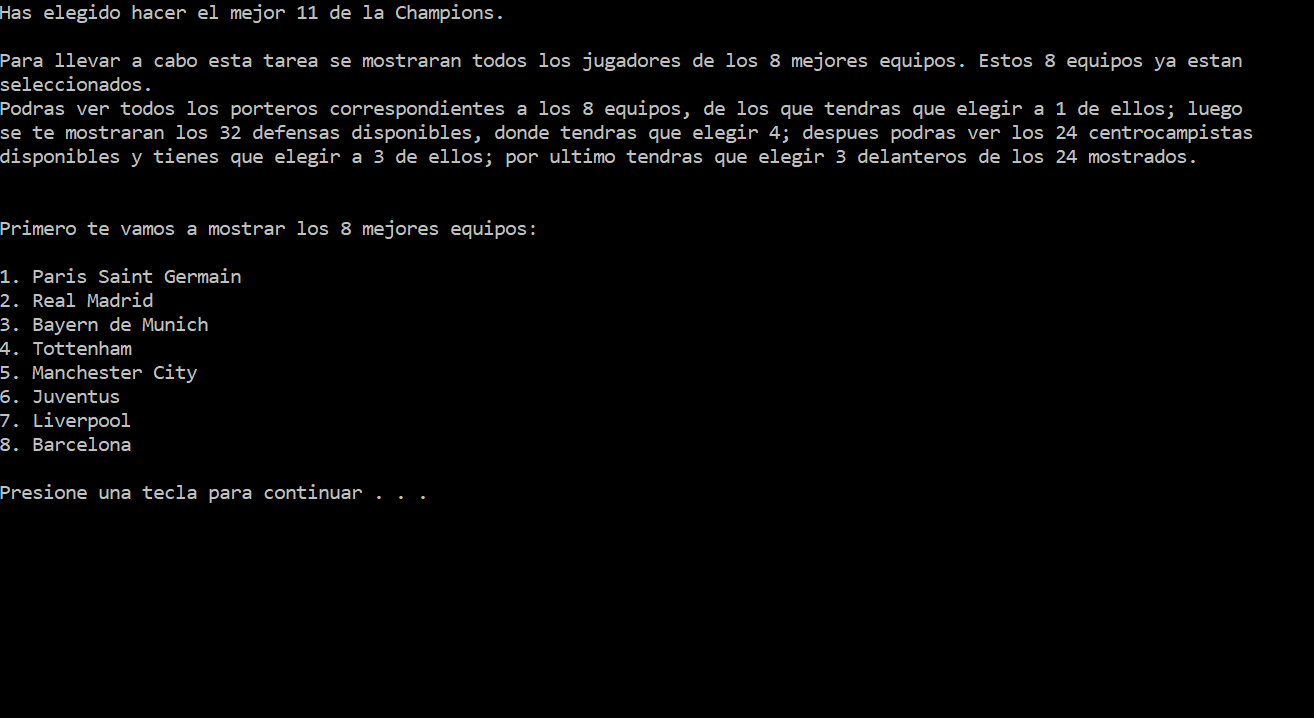 Has elegido hacer el mejor 11 de la Champions.
Para llevar a cabo esta tarea se mostraran todos los jugadores de los 8 mejores equipos. Estos 8 equipos ya estan
seleccionados.
Podras ver todos los porteros correspondientes a los 8 equipos, de los que tendras que elegir a 1 de ellos; luego
se te mostraran los 32 defensas disponibles, donde tendras que elegir 4; despues podras ver los 24 centrocampistas
disponibles y tienes que elegir a 3 de ellos; por ultimo tendras que elegir 3 delanteros de los 24 mostrados.
Primero te vamos a mostrar los 8 mejores equipos:
1. Paris Saint Germain
2. Real Madrid
3. Bayern de Munich
4. Tottenham
5. Manchester City
6. Juventus
7. Liverpool
8. Barcelona
Presione una tecla para continuar . . .